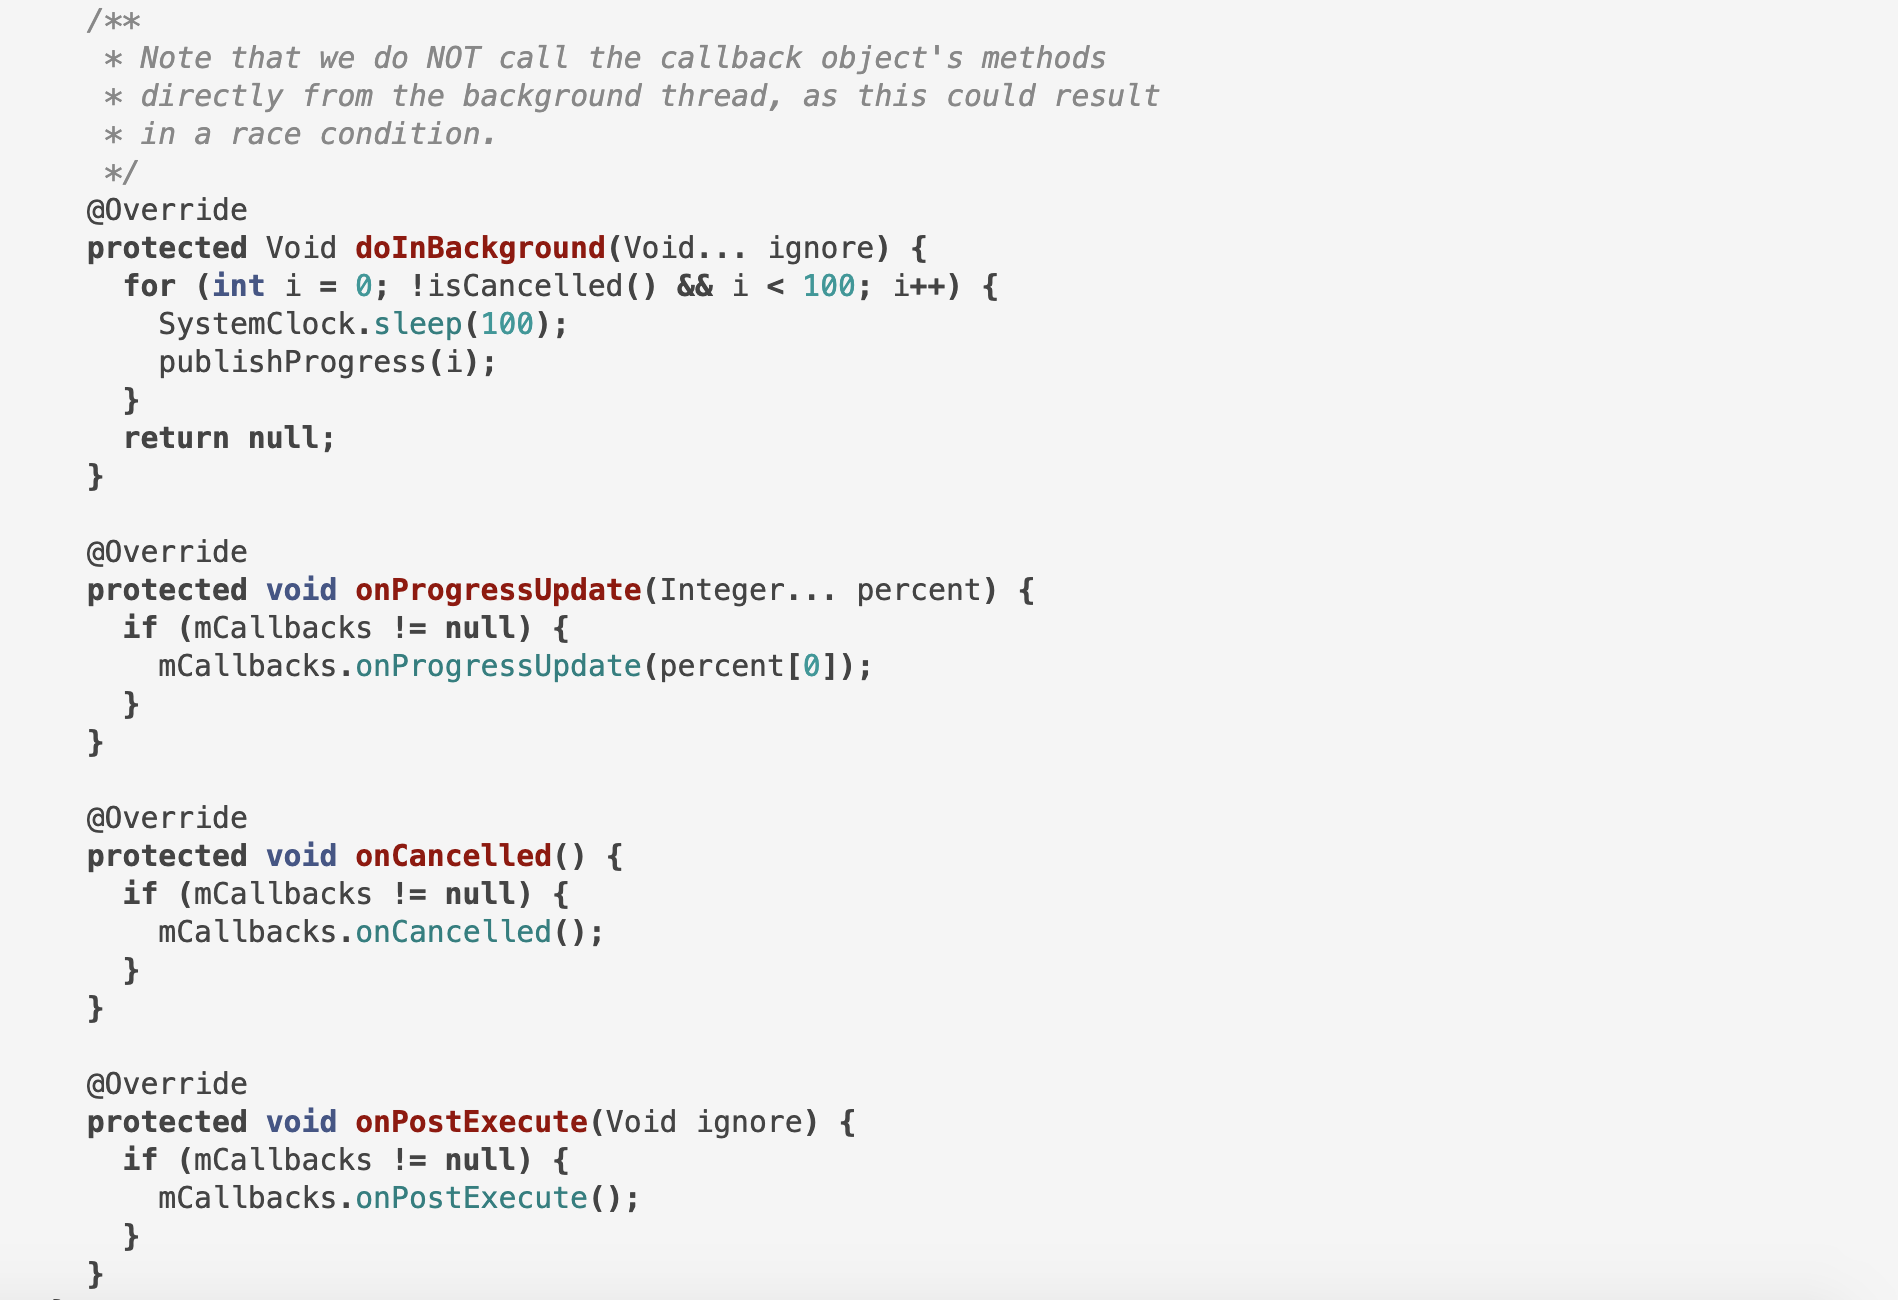 /**
 * Note that we do NOT call the callback object's methods
 * directly from the background thread, as this could result
 * in a race condition.
 */
@Override
protected Void doInBackground(Void... ignore) {
  for (int i = 0; !isCancelled() && i < 100; i++) {
    SystemClock.sleep(100);
    publishProgress(i);
  }
  return null;
}

@Override
protected void onProgressUpdate(Integer... percent) {
  if (mCallbacks != null) {
    mCallbacks.onProgressUpdate(percent[0]);
  }
}

@Override
protected void onCancelled() {
  if (mCallbacks != null) {
    mCallbacks.onCancelled();
  }
}

@Override
protected void onPostExecute(Void ignore) {
  if (mCallbacks != null) {
    mCallbacks.onPostExecute();
  }
}